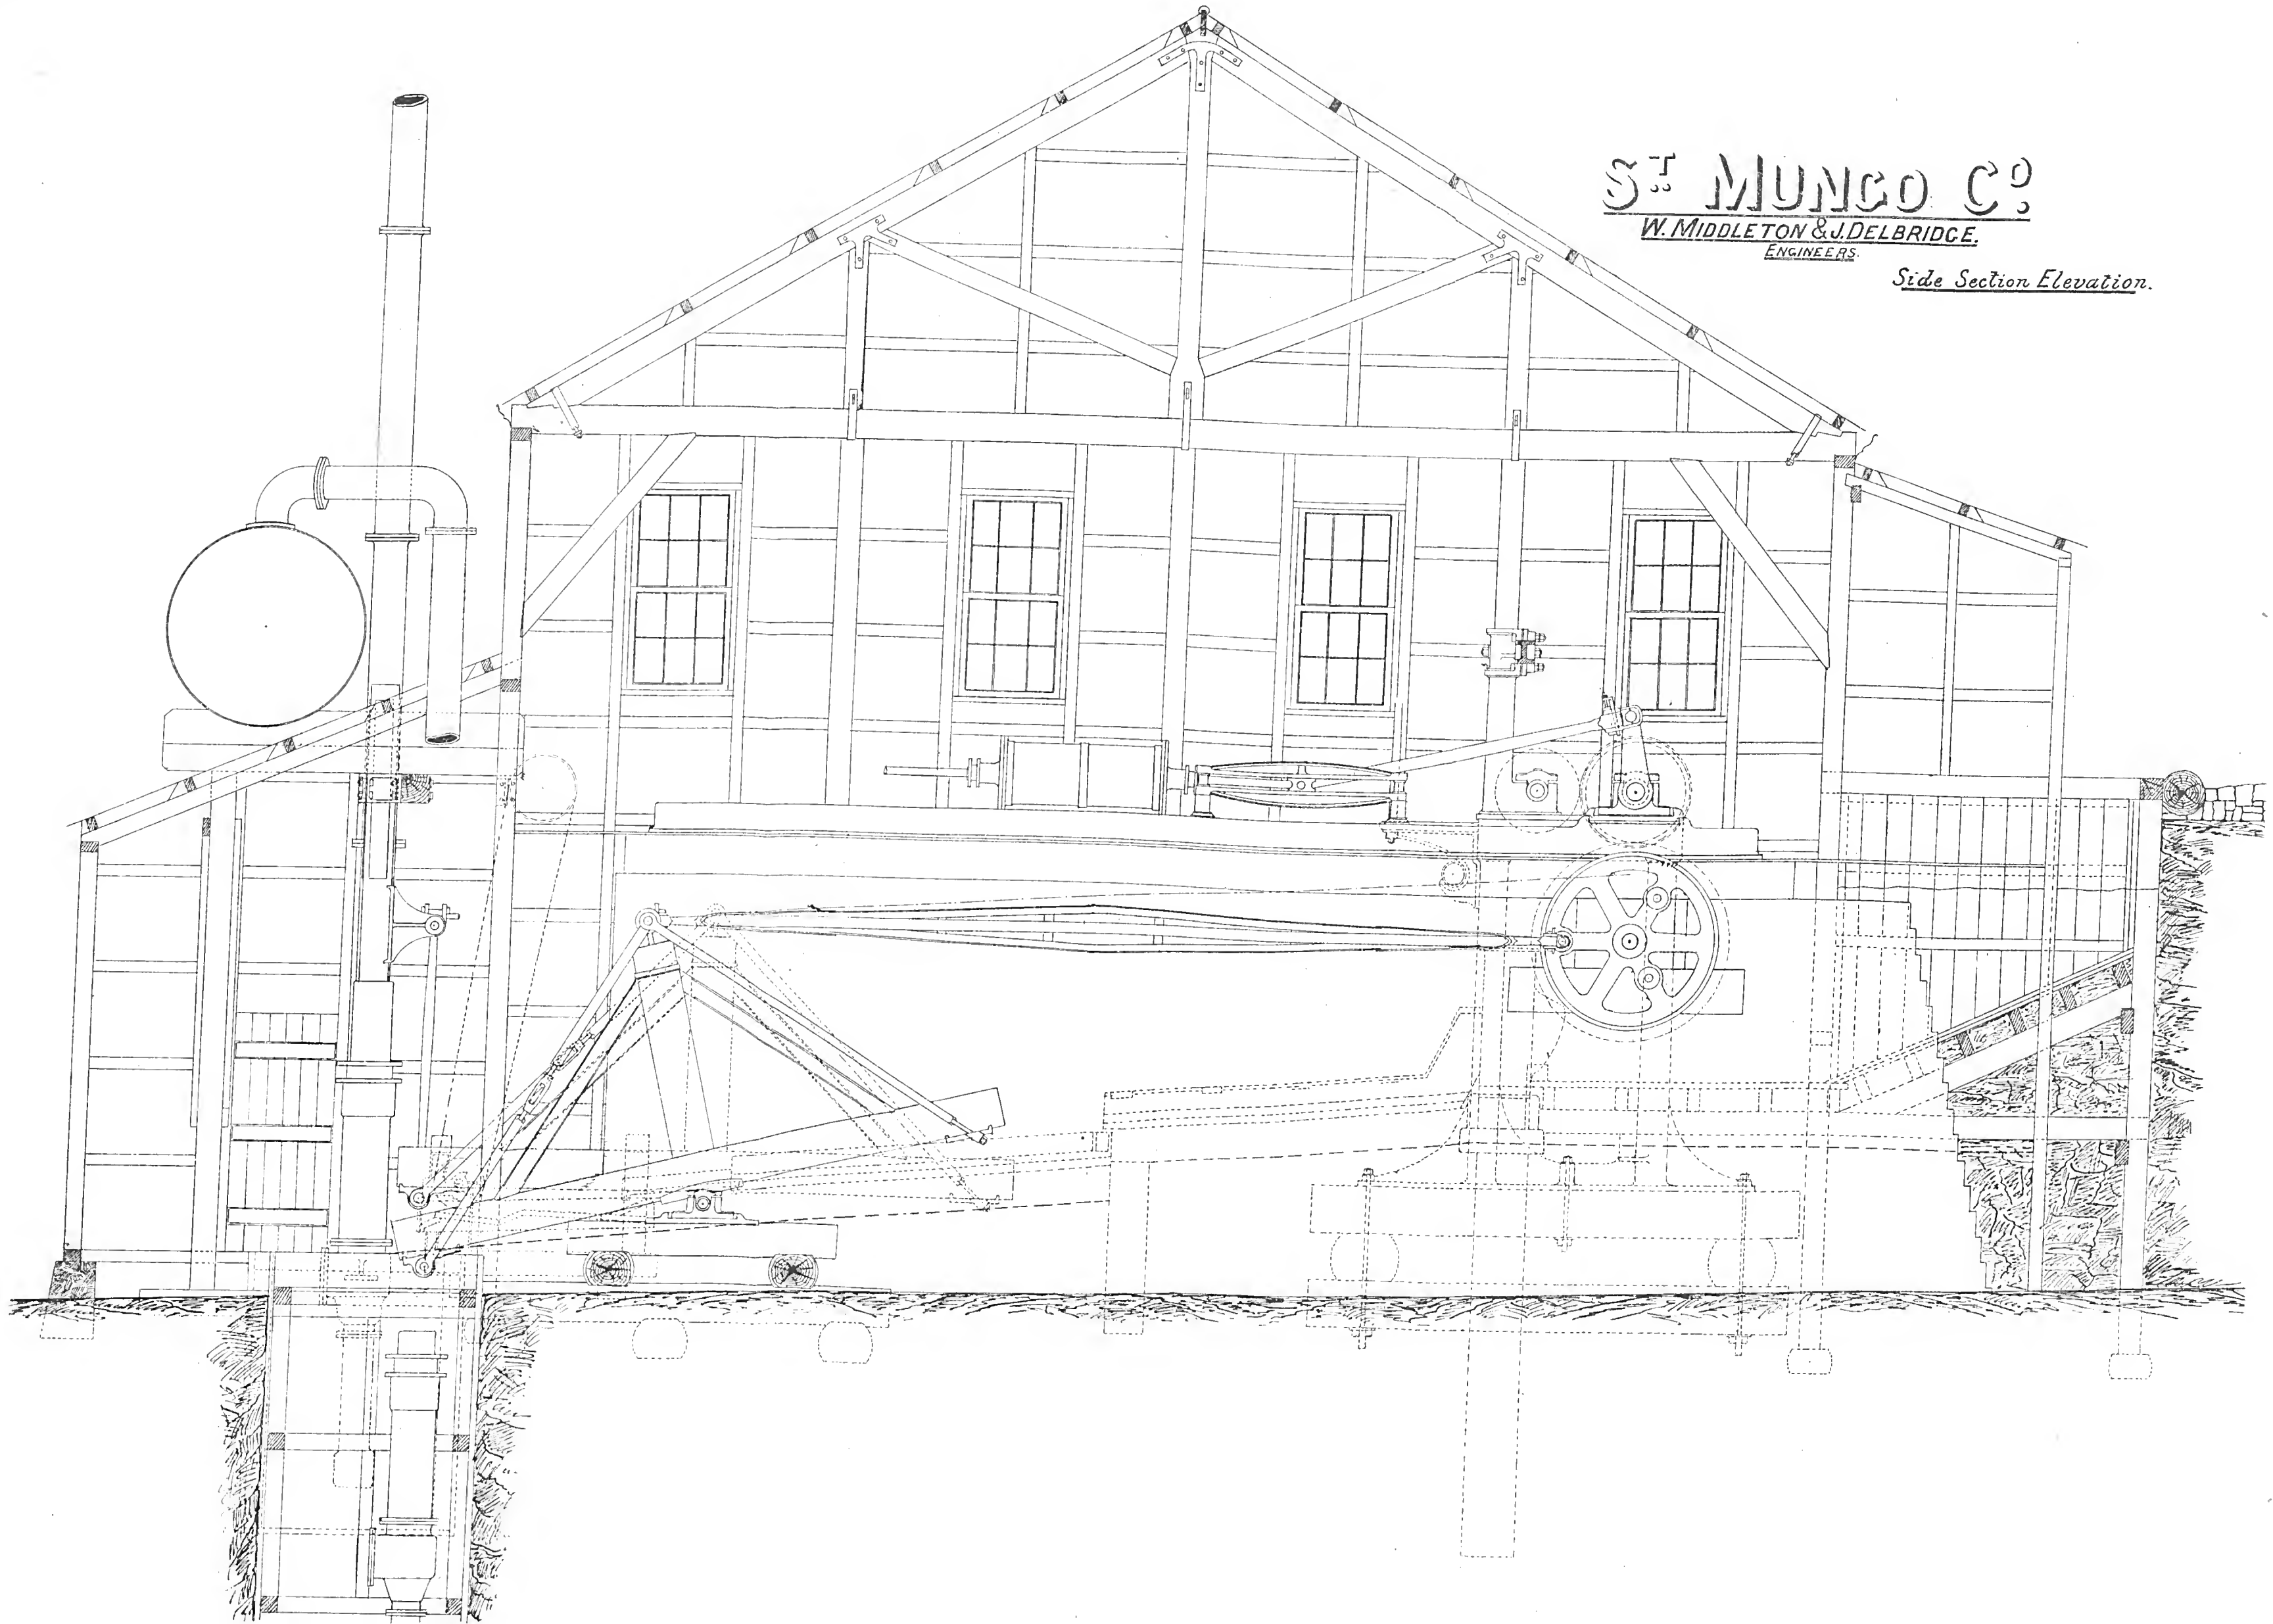 St. MUNGO Co.
W. MIDDLETON & J. DELBRIDGE.
ENGINEERS.
Side Section Elevation.